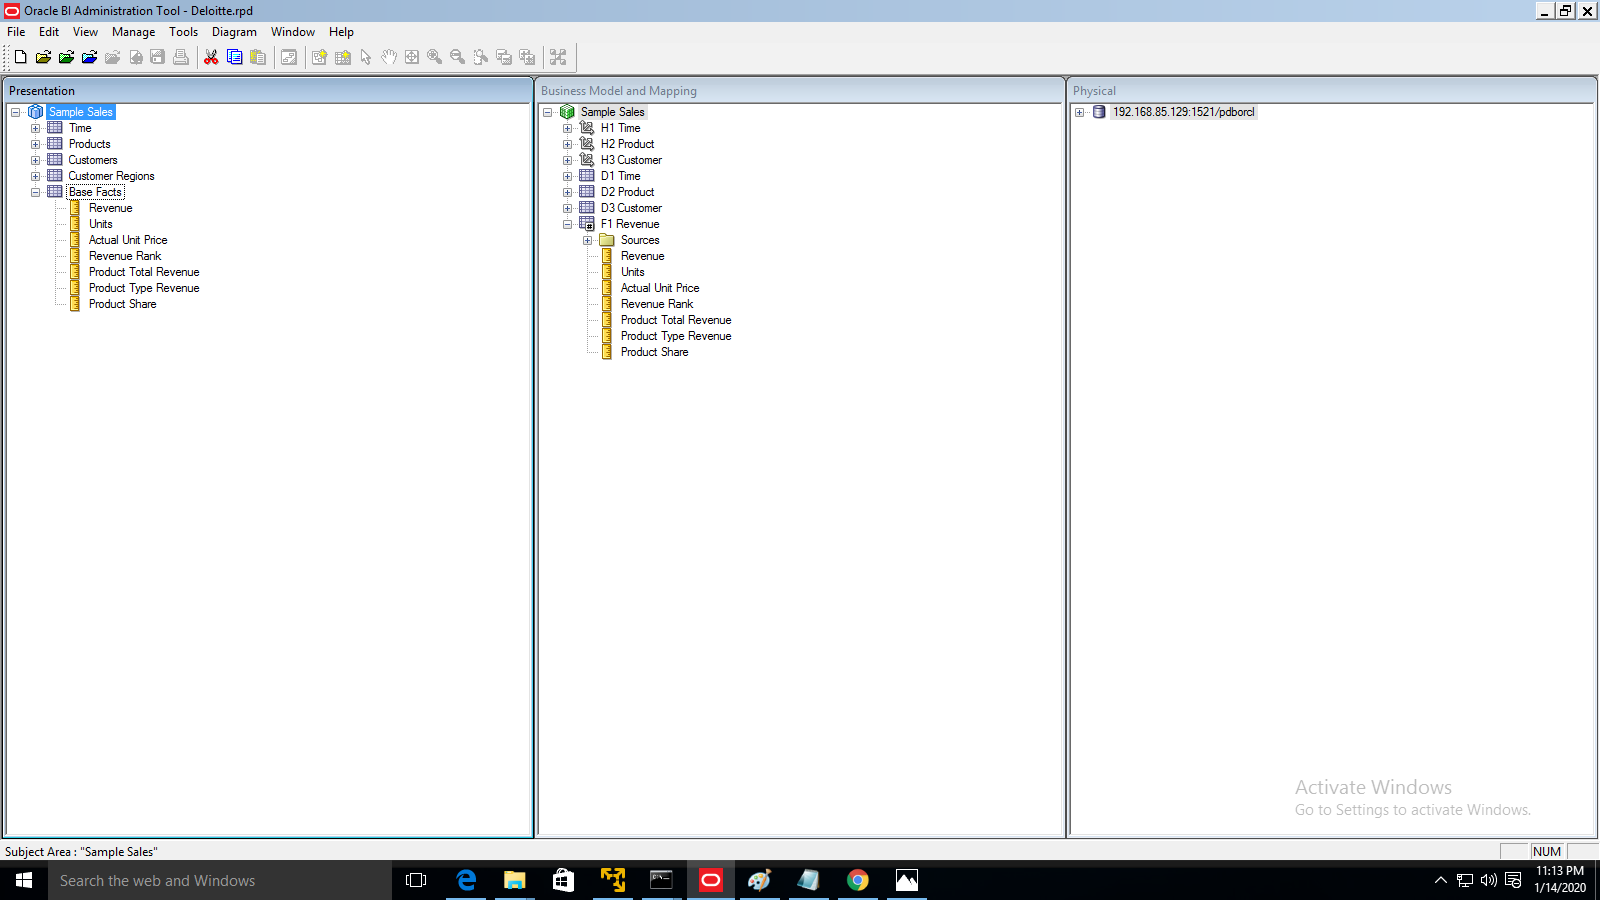 Oracle BI Administration Tool - Deloitte.rpd
File Edit View Manage Tools Diagram Window Help
Presentation
Sample Sales
Time
Products
Customers
Customer Regions
Base Facts
Revenue
Units
Actual Unit Price
Revenue Rank
Product Total Revenue
Product Type Revenue
Product Share
Business Model and Mapping
Sample Sales
H1 Time
H2 Product
H3 Customer
D1 Time
D2 Product
D3 Customer
F1 Revenue
Sources
Revenue
Units
Actual Unit Price
Revenue Rank
Product Total Revenue
Product Type Revenue
Product Share
Physical
192.168.85.129:1521/pdborcl
Activate Windows
Go to Settings to activate Windows.
Subject Area : "Sample Sales"
NUM
Search the web and Windows
11:13 PM
1/14/2020